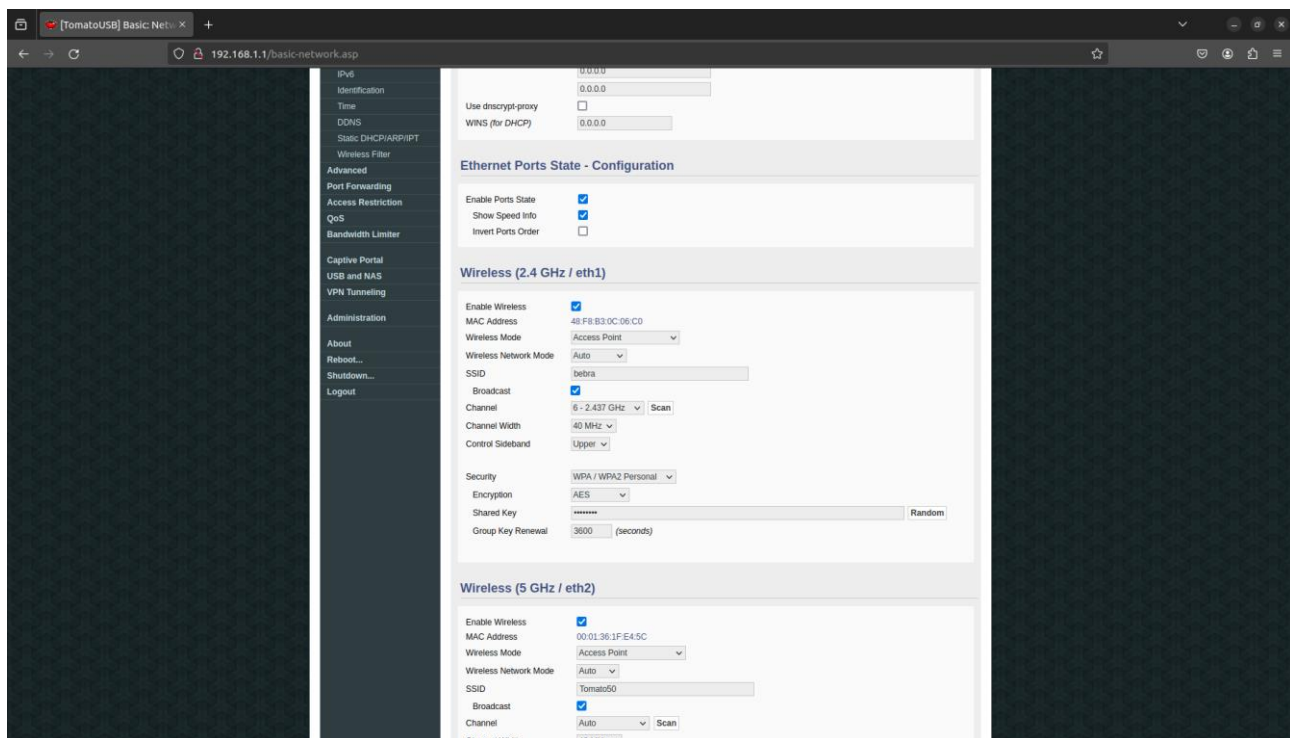 [TomatoUSB] Basic: Netw
192.168.1.1/basic-network.asp
IPv6
Identification
Time
DDNS
Static DHCP/ARP/IPT
Wireless Filter
Advanced
Port Forwarding
Access Restriction
QoS
Bandwidth Limiter
Captive Portal
USB and NAS
VPN Tunneling
Administration
About
Reboot...
Shutdown...
Logout
0.0.0.0
0.0.0.0
Use dnscrypt-proxy
WINS (for DHCP) 0.0.0.0
Ethernet Ports State - Configuration
Enable Ports State
Show Speed Info
Invert Ports Order
Wireless (2.4 GHz / eth1)
Enable Wireless
MAC Address 48:F8:B3:0C:06:C0
Wireless Mode Access Point
Wireless Network Mode Auto
SSID bebra
Broadcast
Channel 6 - 2.437 GHz Scan
Channel Width 40 MHz
Control Sideband Upper
Security WPA / WPA2 Personal
Encryption AES
Shared Key •••••••• Random
Group Key Renewal 3600 (seconds)
Wireless (5 GHz / eth2)
Enable Wireless
MAC Address 00:01:36:1F:E4:5C
Wireless Mode Access Point
Wireless Network Mode Auto
SSID Tomato50
Broadcast
Channel Auto Scan